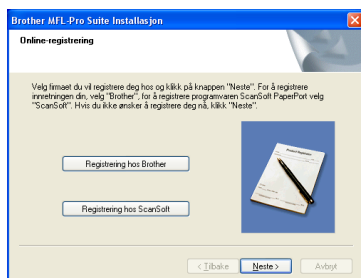 Brother MFL-Pro Suite Installasjon
Online-registrering
Velg firmaet du vil registrere deg hos og klikk på knappen "Neste". For å registrere
innretningen din, velg "Brother", for å registrere programvaren ScanSoft PaperPort velg
"ScanSoft". Hvis du ikke ønsker å registrere deg nå, klikk "Neste".
Registrering hos Brother
Registrering hos ScanSoft
< Tilbake
Neste >
Avbryt